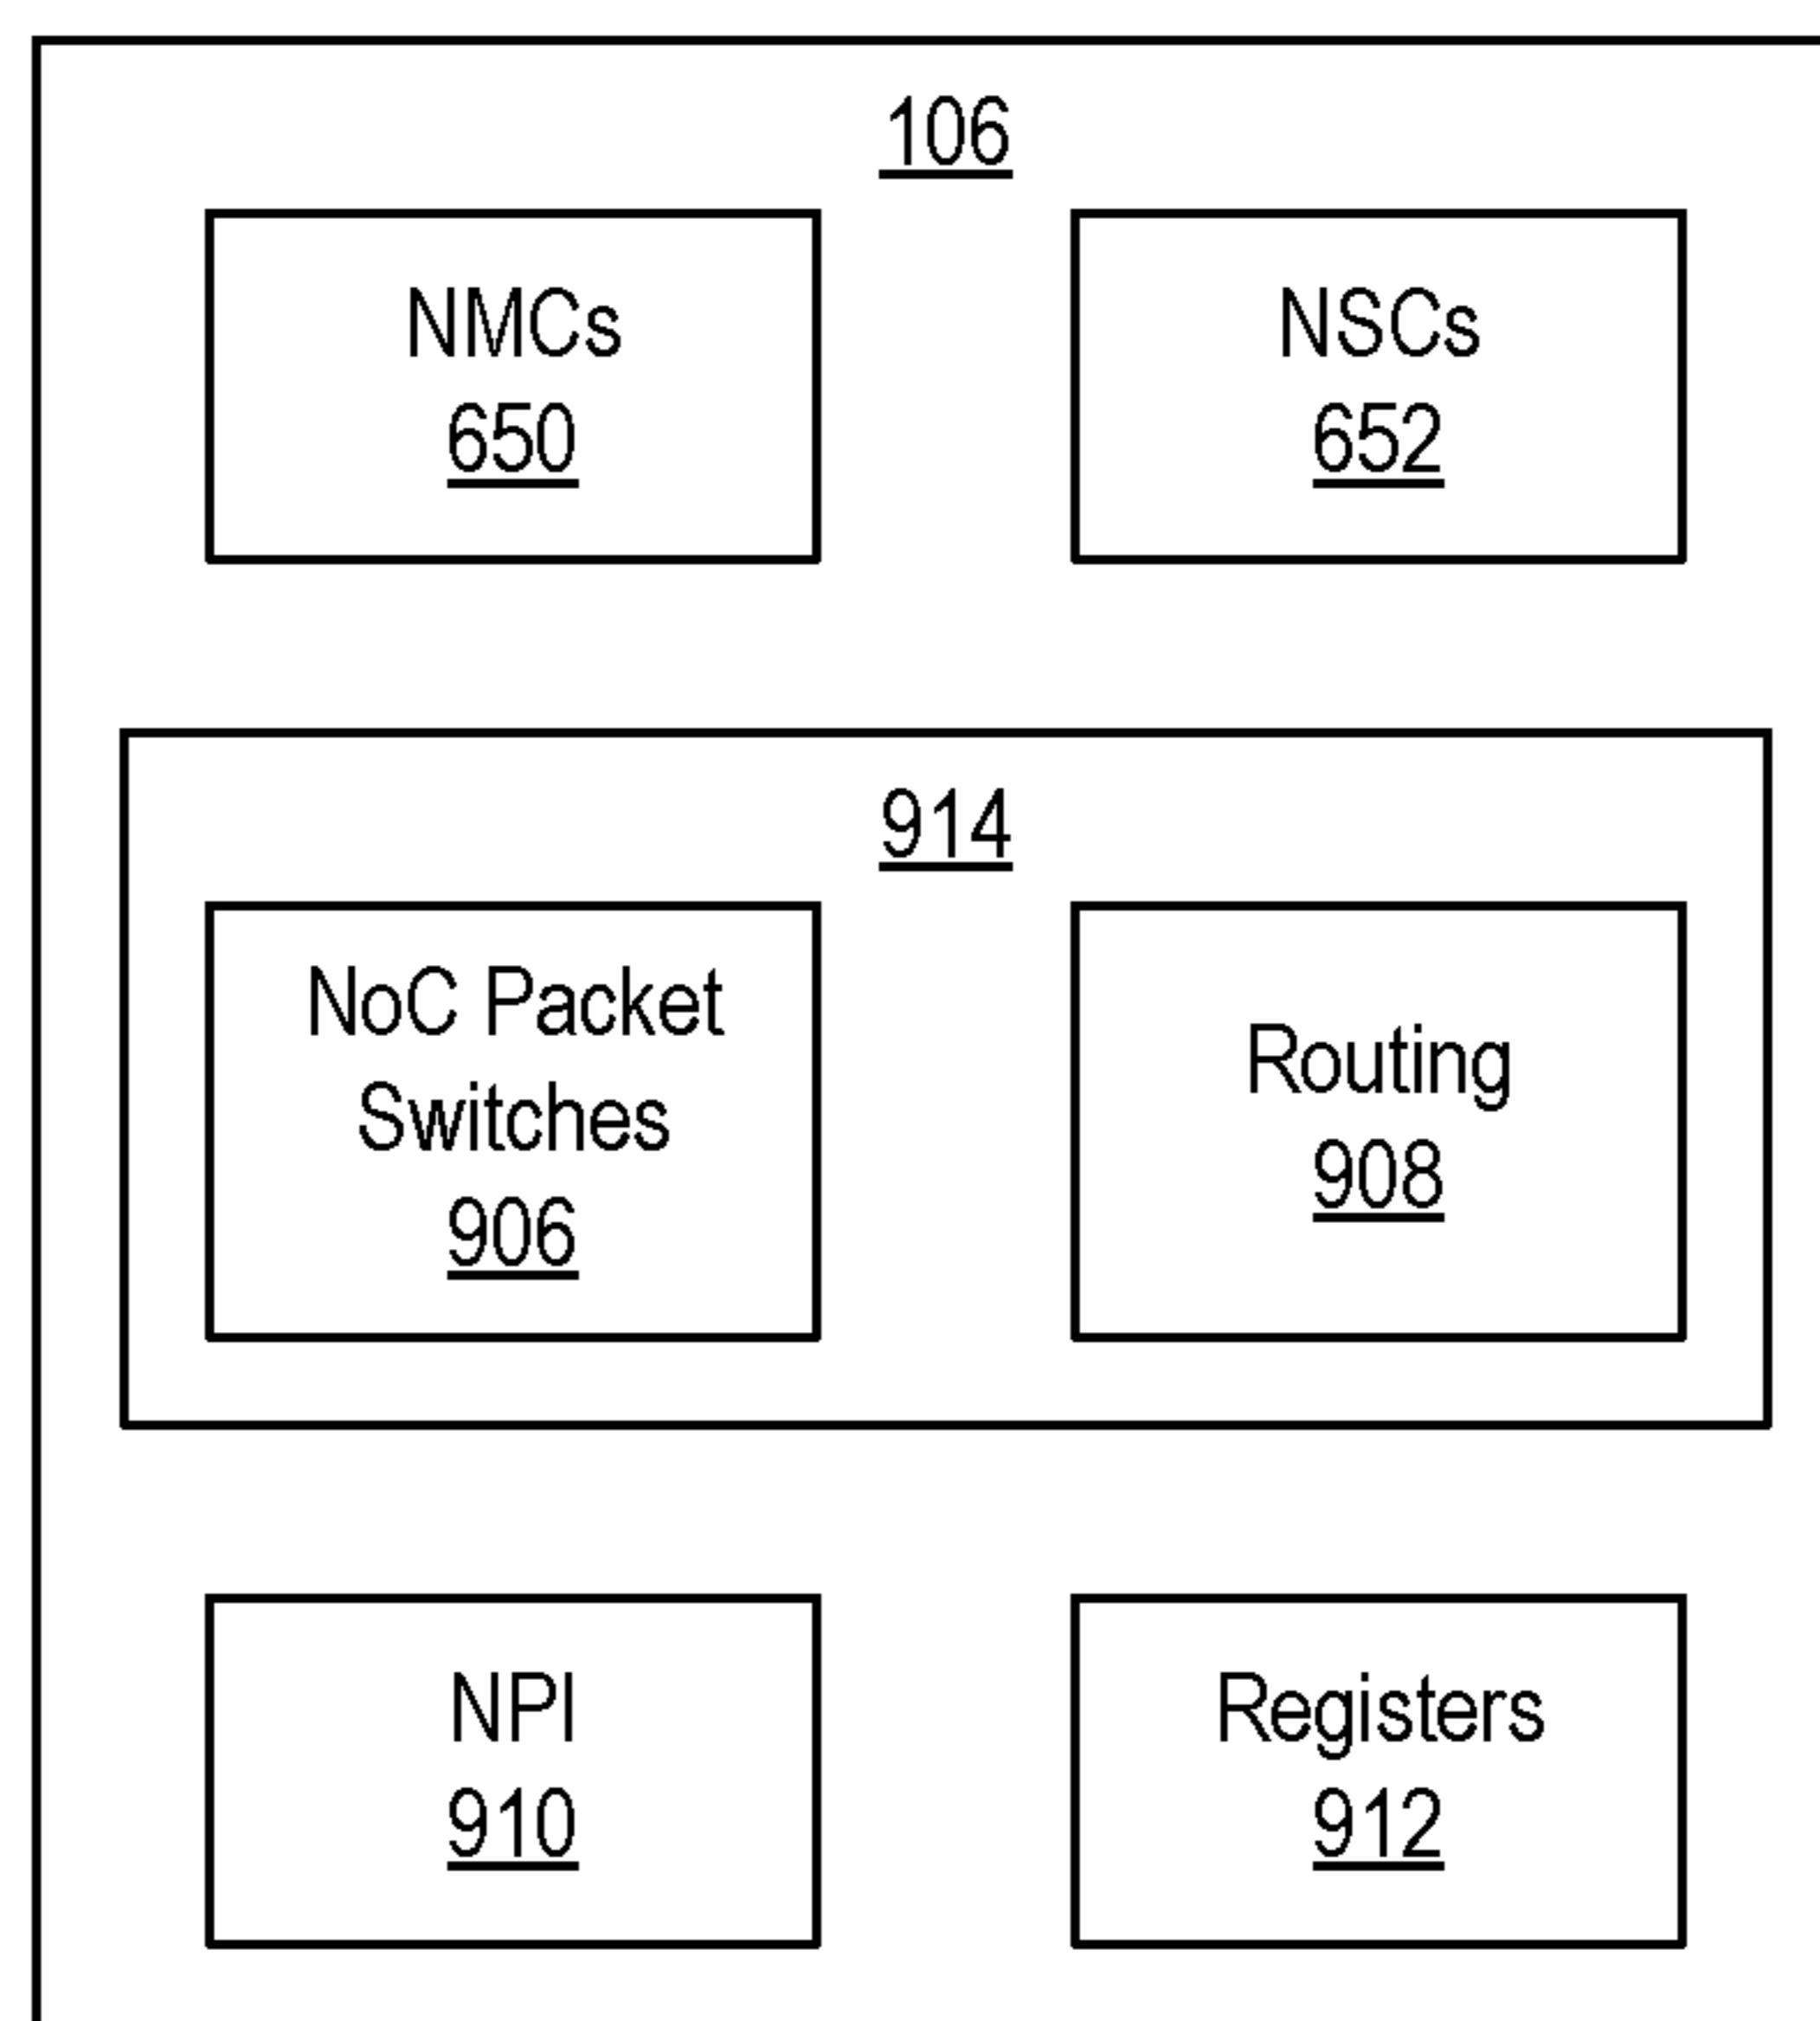 106
NMCs
650
NSCs
652
914
NoC Packet
Switches
906
Routing
908
NPI
910
Registers
912